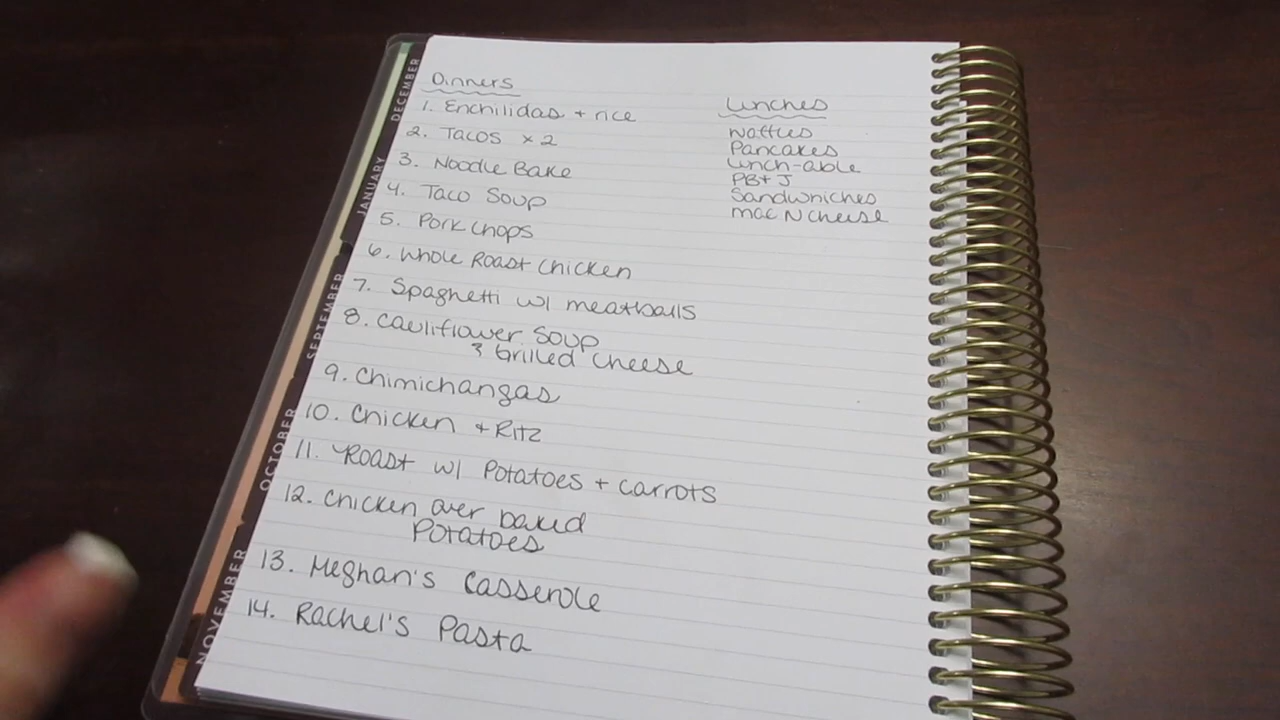 Dinners
1. Enchilidas + rice
2. Tacos x 2
3. Noodle Bake
4. Taco Soup
5. Pork chops
6. Whole Roast Chicken
7. Spaghetti w/ meatballs
8. Cauliflower Soup
& Grilled Cheese
9. Chimichangas
10. Chicken + Ritz
11. Roast w/ Potatoes + carrots
12. Chicken over baked
Potatoes
13. Meghan's Casserole
14. Rachel's Pasta
Lunches
Waffles
Pancakes
Lunch-able
PB+J
Sandwhiches
Mac N Cheese
DECEMBER
JANUARY
SEPTEMBER
OCTOBER
NOVEMBER